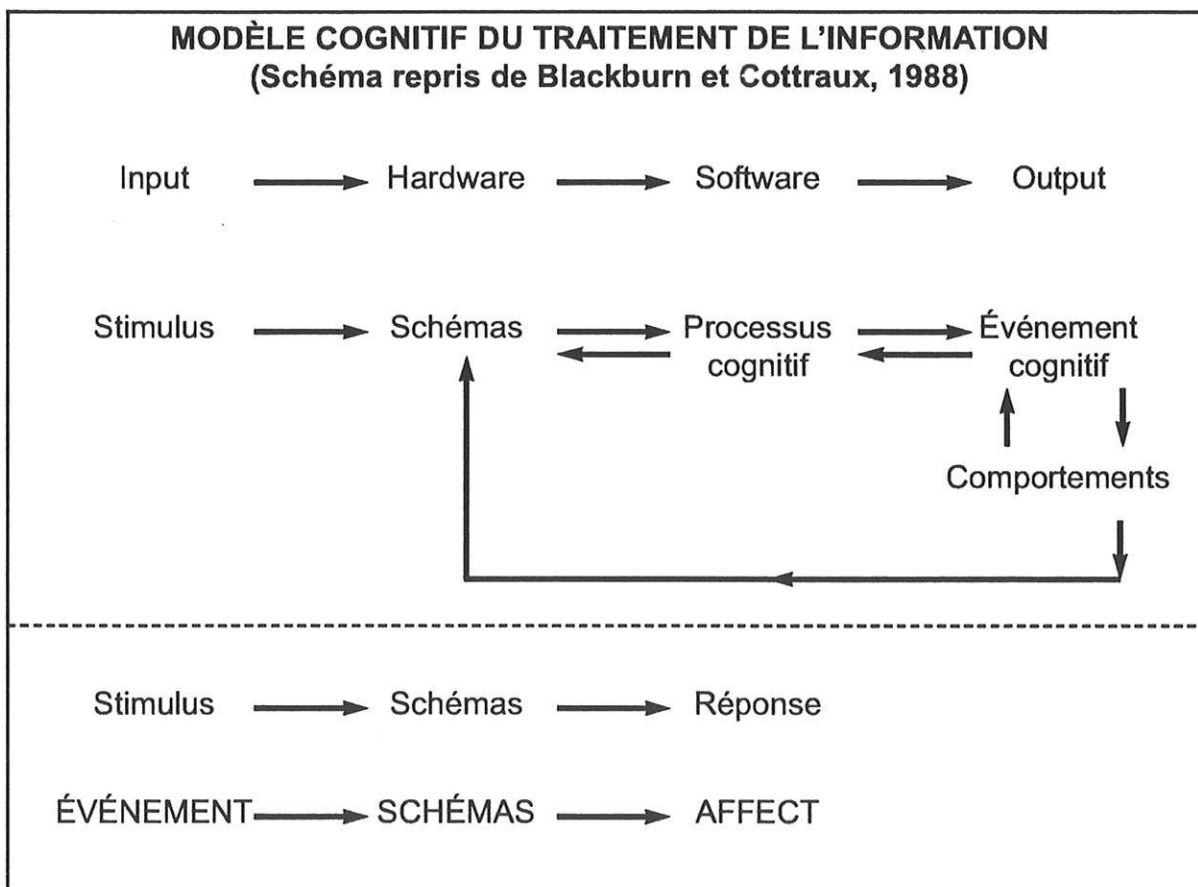 MODÈLE COGNITIF DU TRAITEMENT DE L'INFORMATION
(Schéma repris de Blackburn et Cottraux, 1988)
Input Hardware Software Output
Stimulus Schémas Processus Événement
cognitif cognitif
Comportements
Stimulus Schémas Réponse
ÉVÉNEMENT SCHÉMAS AFFECT